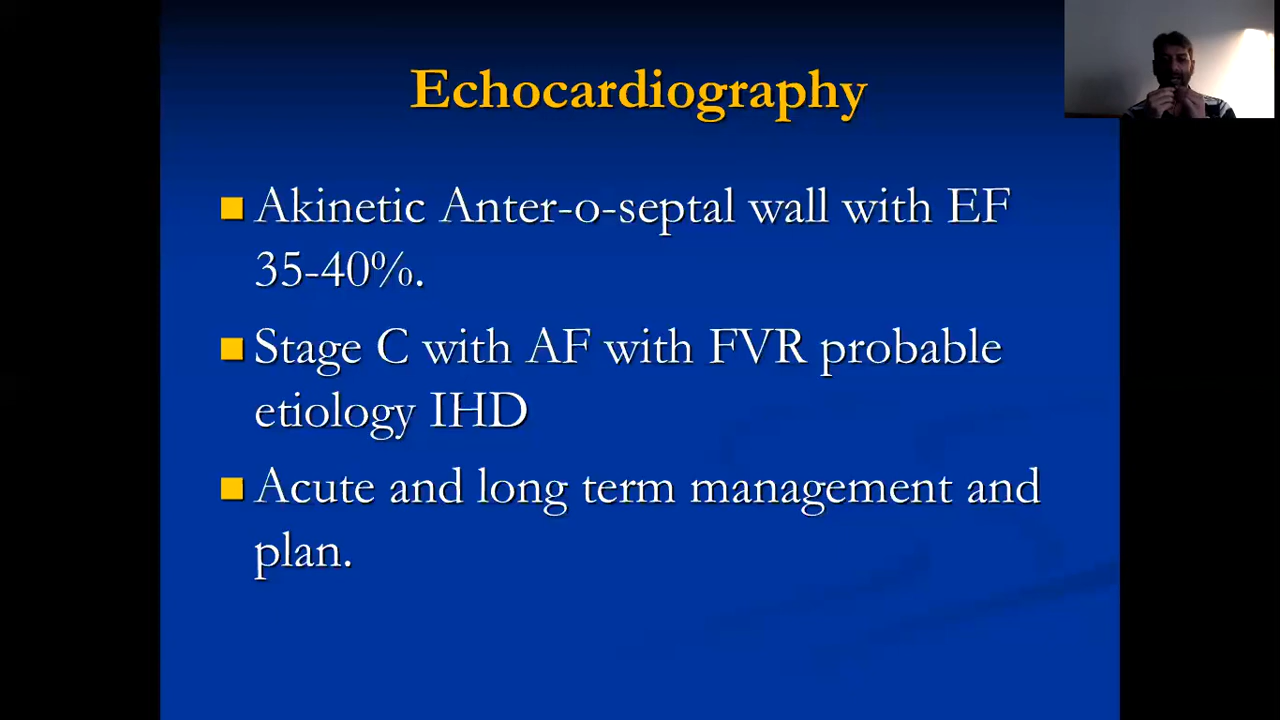 Echocardiography
Akinetic Anter-o-septal wall with EF
35-40%.
Stage C with AF with FVR probable
etiology IHD
Acute and long term management and
plan.